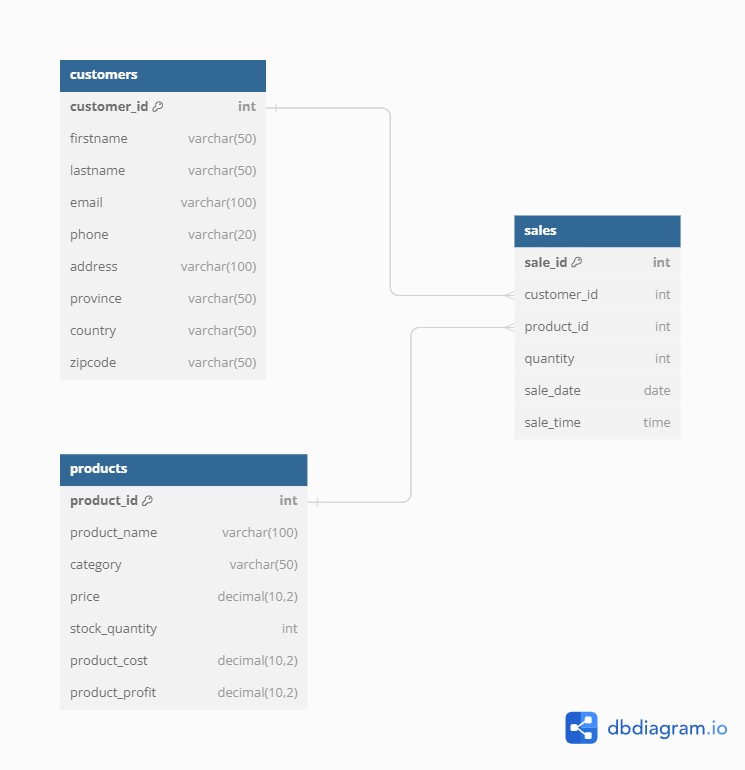 customers
customer_id int
firstname varchar(50)
lastname varchar(50)
email varchar(100)
phone varchar(20)
address varchar(100)
province varchar(50)
country varchar(50)
zipcode varchar(50)
sales
sale_id int
customer_id int
product_id int
quantity int
sale_date date
sale_time time
products
product_id int
product_name varchar(100)
category varchar(50)
price decimal(10,2)
stock_quantity int
product_cost decimal(10,2)
product_profit decimal(10,2)
dbdiagram.io